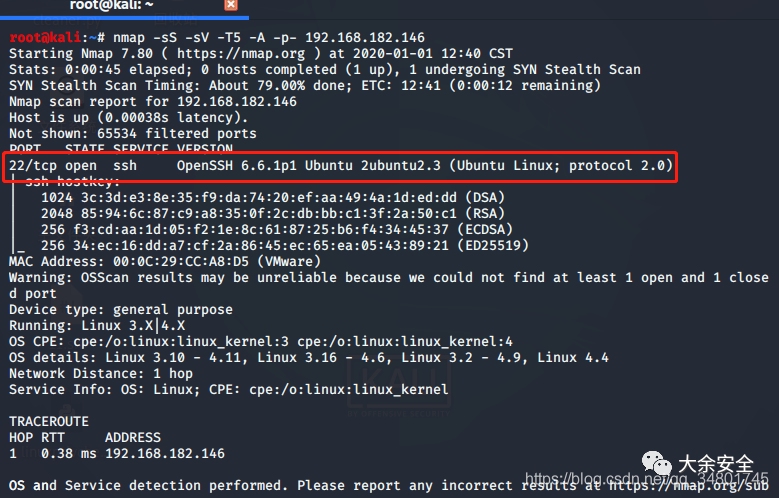 root@kali: ~
root@kali:~# nmap -sS -sV -T5 -A -p- 192.168.182.146
Starting Nmap 7.80 ( https://nmap.org ) at 2020-01-01 12:40 CST
Stats: 0:00:45 elapsed; 0 hosts completed (1 up), 1 undergoing SYN Stealth Scan
SYN Stealth Scan Timing: About 79.00% done; ETC: 12:41 (0:00:12 remaining)
Nmap scan report for 192.168.182.146
Host is up (0.00038s latency).
Not shown: 65534 filtered ports
PORT   STATE SERVICE VERSION
22/tcp open  ssh     OpenSSH 6.6.1p1 Ubuntu 2ubuntu2.3 (Ubuntu Linux; protocol 2.0)
| ssh-hostkey:
|   1024 3c:3d:e3:8e:35:f9:da:74:20:ef:aa:49:4a:1d:ed:dd (DSA)
|   2048 85:94:6c:87:c9:a8:35:0f:2c:db:bb:c1:3f:2a:50:c1 (RSA)
|   256 f3:cd:aa:1d:05:f2:1e:8c:61:87:25:b6:f4:34:45:37 (ECDSA)
|_  256 34:ec:16:dd:a7:cf:2a:86:45:ec:65:ea:05:43:89:21 (ED25519)
MAC Address: 00:0C:29:CC:A8:D5 (VMware)
Warning: OSScan results may be unreliable because we could not find at least 1 open and 1 close
d port
Device type: general purpose
Running: Linux 3.X|4.X
OS CPE: cpe:/o:linux:linux_kernel:3 cpe:/o:linux:linux_kernel:4
OS details: Linux 3.10 - 4.11, Linux 3.16 - 4.6, Linux 3.2 - 4.9, Linux 4.4
Network Distance: 1 hop
Service Info: OS: Linux; CPE: cpe:/o:linux:linux_kernel
KALI
TRACEROUTE
HOP RTT     ADDRESS
1   0.38 ms 192.168.182.146
大余安全
https://blog.csdn.net/qq_34801745
OS and Service detection performed. Please report any incorrect results at https://nmap.org/sub